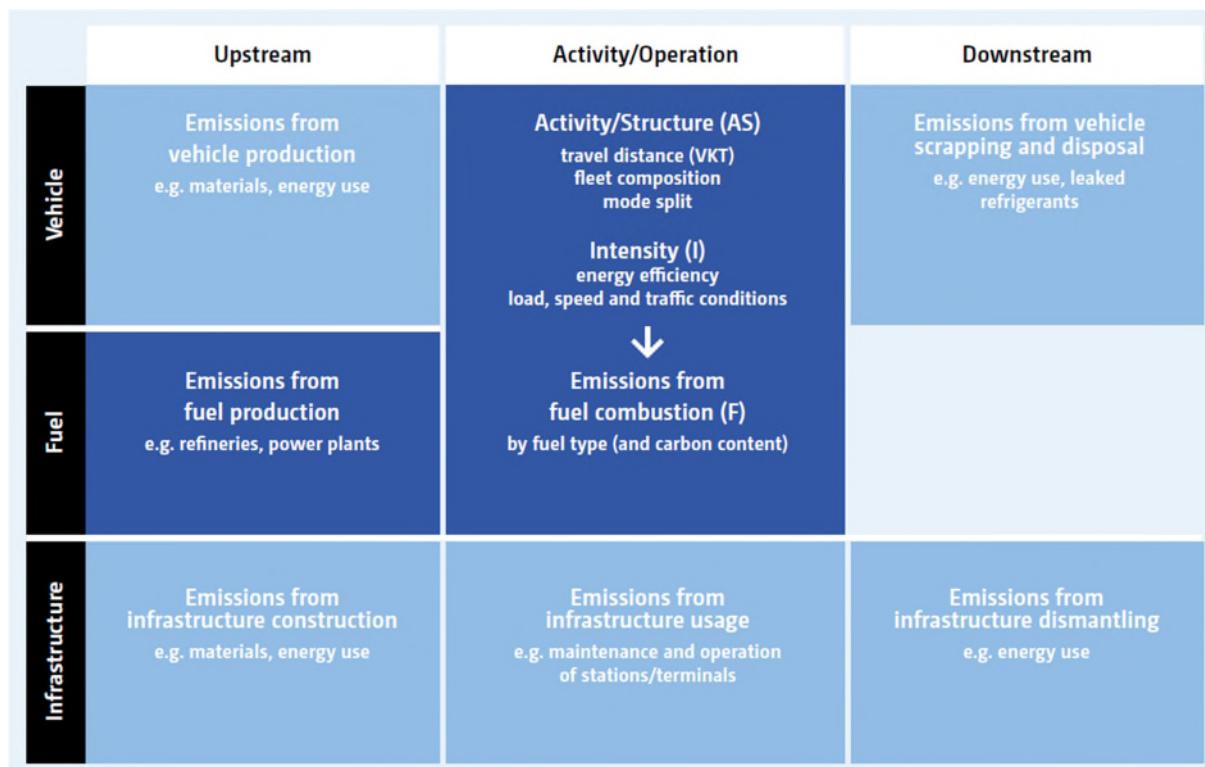 Upstream
Activity/Operation
Downstream
Vehicle
Emissions from
vehicle production
e.g. materials, energy use
Activity/Structure (AS)
travel distance (VKT)
fleet composition
mode split
Intensity (I)
energy efficiency
load, speed and traffic conditions
Emissions from vehicle
scrapping and disposal
e.g. energy use, leaked
refrigerants
Fuel
Emissions from
fuel production
e.g. refineries, power plants
Emissions from
fuel combustion (F)
by fuel type (and carbon content)
Infrastructure
Emissions from
infrastructure construction
e.g. materials, energy use
Emissions from
infrastructure usage
e.g. maintenance and operation
of stations/terminals
Emissions from
infrastructure dismantling
e.g. energy use